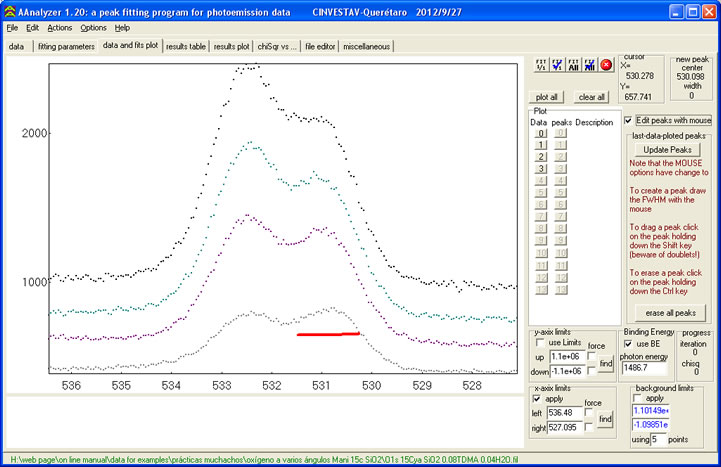 AAnalyzer 1.20: a peak fitting program for photoemission data CINVESTAV-Querétaro 2012/9/27
File Edit Actions Options Help
data fitting parameters data and fits plot results table results plot chiSqr vs ... file editor miscellaneous
2000
1000
536 535 534 533 532 531 530 529 528
FIT 1/1 FIT 1/1 FIT All FIT All
plot all clear all
cursor
X=
530.278
Y=
657.741
new peak
center
530.098
width
0
Plot
Data peaks Description
0 0
1 1
2 2
3 3
4 4
5 5
6 6
7 7
8 8
9 9
10 10
11 11
12 12
13 13
Edit peaks with mouse
last-data-ploted peaks
Update Peaks
Note that the MOUSE
options have change to
To create a peak draw
the FWHM with the
mouse
To drag a peak click
on the peak holding
down the Shift key
(beware of doublets!)
To erase a peak click
on the peak holding
down the Ctrl key
erase all peaks
y-axis limits
use Limits force
up 1.1e+06
down -1.1e+06
find
Binding Energy
use BE
photon energy
1486.7
progress
iteration
0
chisq
0
x-axis limits
apply force
left 536.48
right 527.095
find
background limits
apply
1.10149e+
-1.09851e
using 5 points
H:\web page\on line manual\data for examples\prácticas muchachos\oxígeno a varios ángulos Mani 15c SiO2\O1s 15Cya SiO2 0.08TDMA 0.04H2O.fil